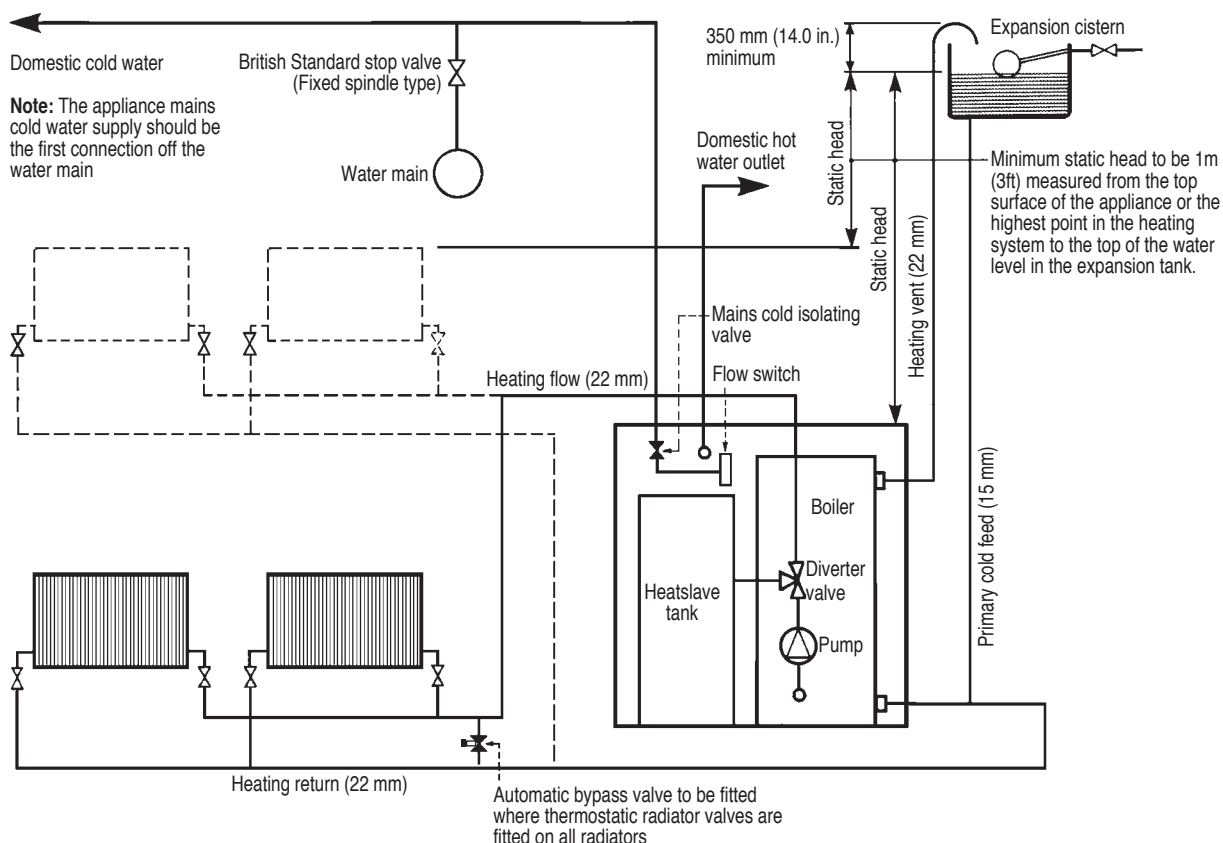 350 mm (14.0 in.)
minimum
Expansion cistern
Domestic cold water
British Standard stop valve
(Fixed spindle type)
Note: The appliance mains
cold water supply should be
the first connection off the
water main
Water main
Domestic hot
water outlet
Static head
Static head
Minimum static head to be 1m
(3ft) measured from the top
surface of the appliance or the
highest point in the heating
system to the top of the water
level in the expansion tank.
Heating vent (22 mm)
Mains cold isolating
valve
Heating flow (22 mm)
Flow switch
Boiler
Primary cold feed (15 mm)
Heatslave
tank
Diverter
valve
Pump
Heating return (22 mm)
Automatic bypass valve to be fitted
where thermostatic radiator valves are
fitted on all radiators